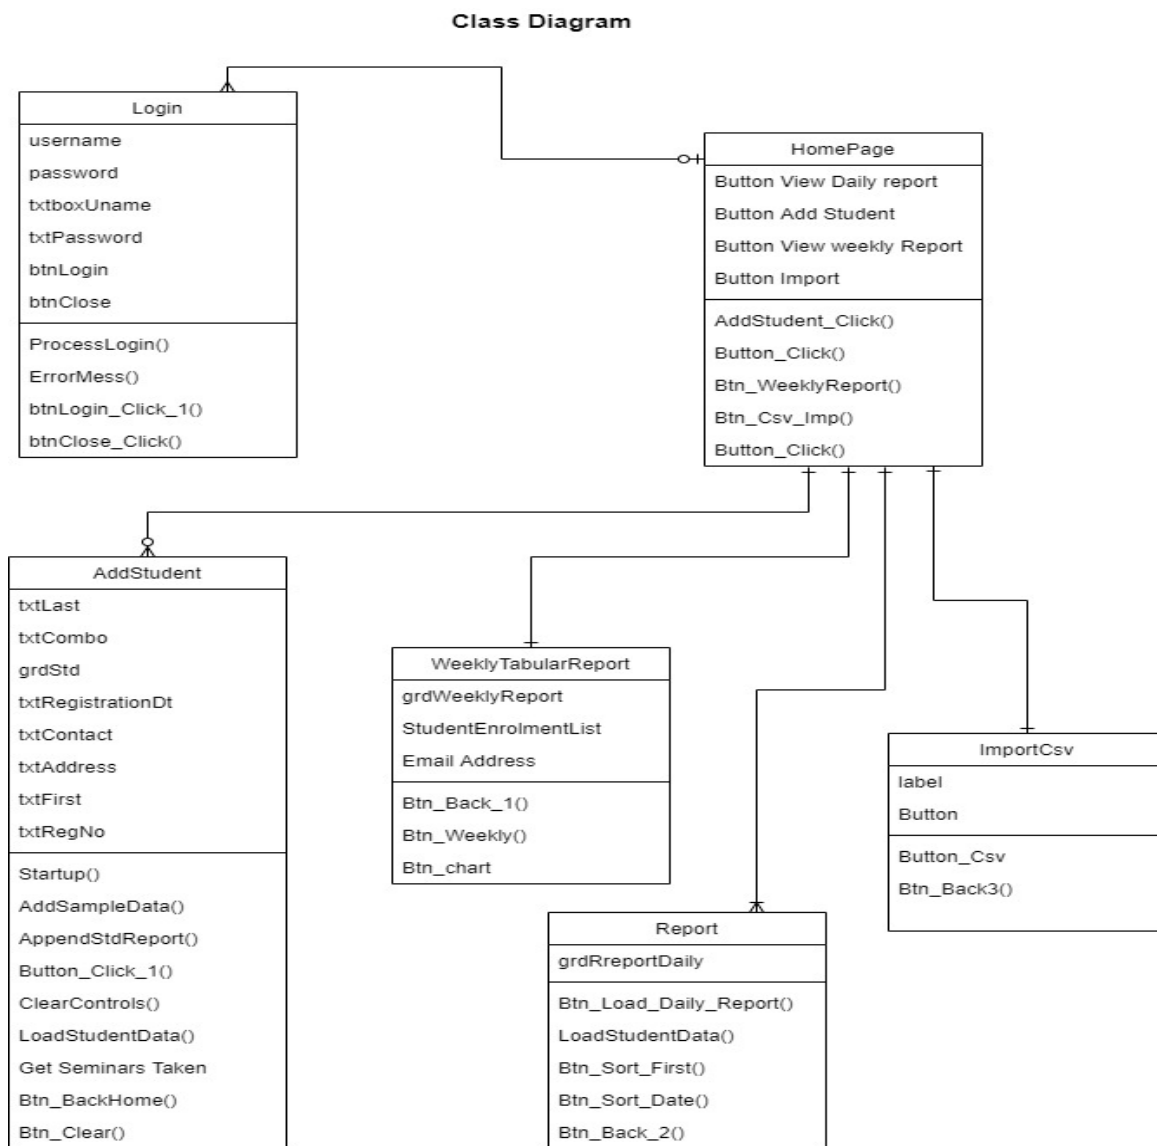 Class Diagram
Login
username
password
txtboxUname
txtPassword
btnLogin
btnClose
ProcessLogin()
ErrorMess()
btnLogin_Click_1()
btnClose_Click()
HomePage
Button View Daily report
Button Add Student
Button View weekly Report
Button Import
AddStudent_Click()
Button_Click()
Btn_WeeklyReport()
Btn_Csv_Imp()
Button_Click()
AddStudent
txtLast
txtCombo
grdStd
txtRegistrationDt
txtContact
txtAddress
txtFirst
txtRegNo
Startup()
AddSampleData()
AppendStdReport()
Button_Click_1()
ClearControls()
LoadStudentData()
Get Seminars Taken
Btn_BackHome()
Btn_Clear()
WeeklyTabularReport
grdWeeklyReport
StudentEnrolmentList
Email Address
Btn_Back_1()
Btn_Weekly()
Btn_chart
Report
grdRreportDaily
Btn_Load_Daily_Report()
LoadStudentData()
Btn_Sort_First()
Btn_Sort_Date()
Btn_Back_2()
ImportCsv
label
Button
Button_Csv
Btn_Back3()